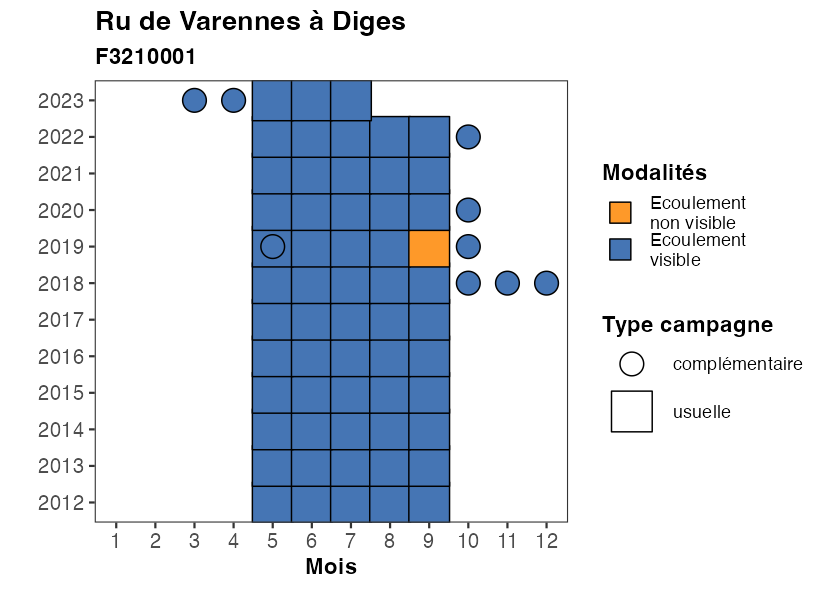 Ru de Varennes à Diges
F3210001
2023
2022
2021
2020
2019
2018
2017
2016
2015
2014
2013
2012
1 2 3 4 5 6 7 8 9 10 11 12
Mois
Modalités
Ecoulement
non visible
Ecoulement
visible
Type campagne
complémentaire
usuelle